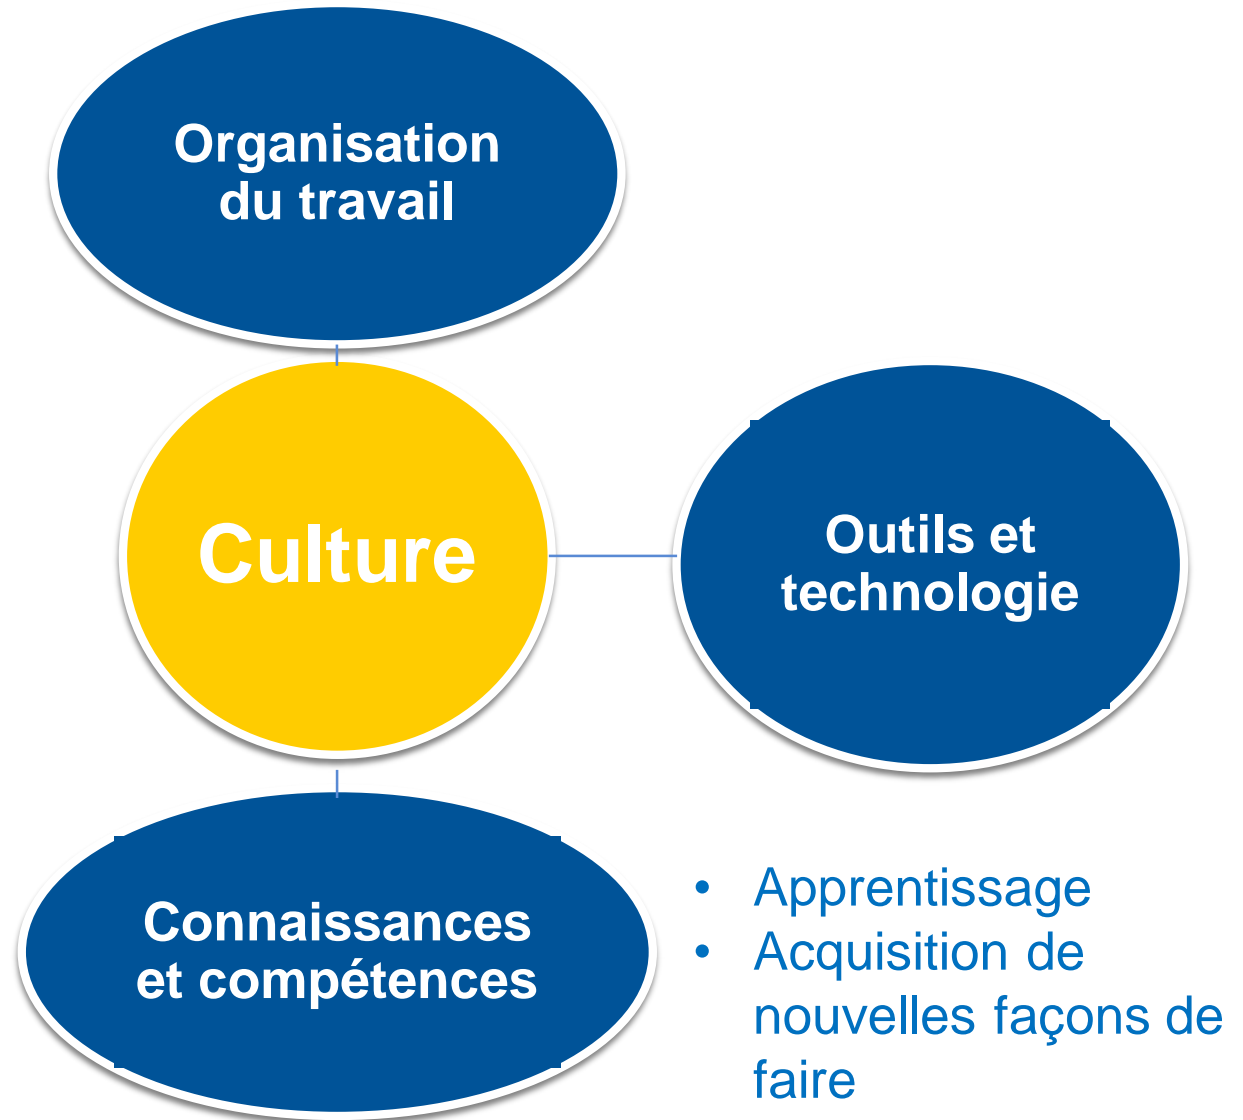 Organisation
du travail
Culture
Outils et
technologie
Connaissances
et compétences
• Apprentissage
• Acquisition de
nouvelles façons de
faire